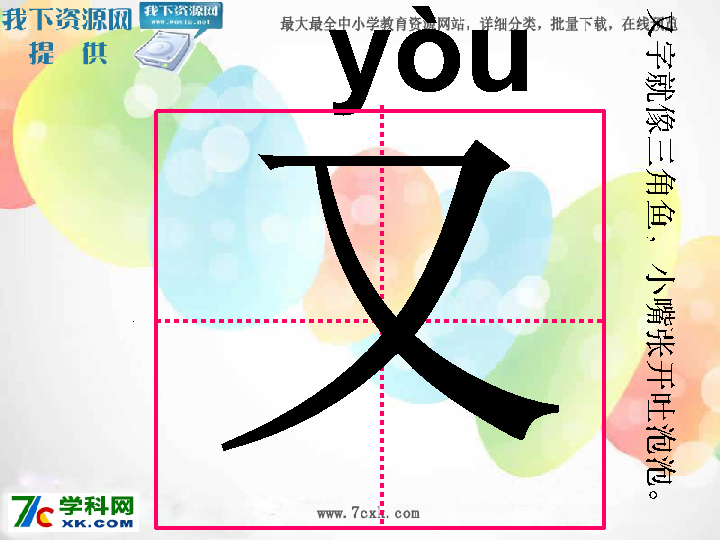 我下资源网
提 供
我下资源网
www.woxia.net
最大最全中小学教育资源网站，详细分类，批量下载，在线浏览
yòu
又
又字就像三角鱼，小嘴张开吐泡泡。
学科网
XK.COM
www.7cxk.com